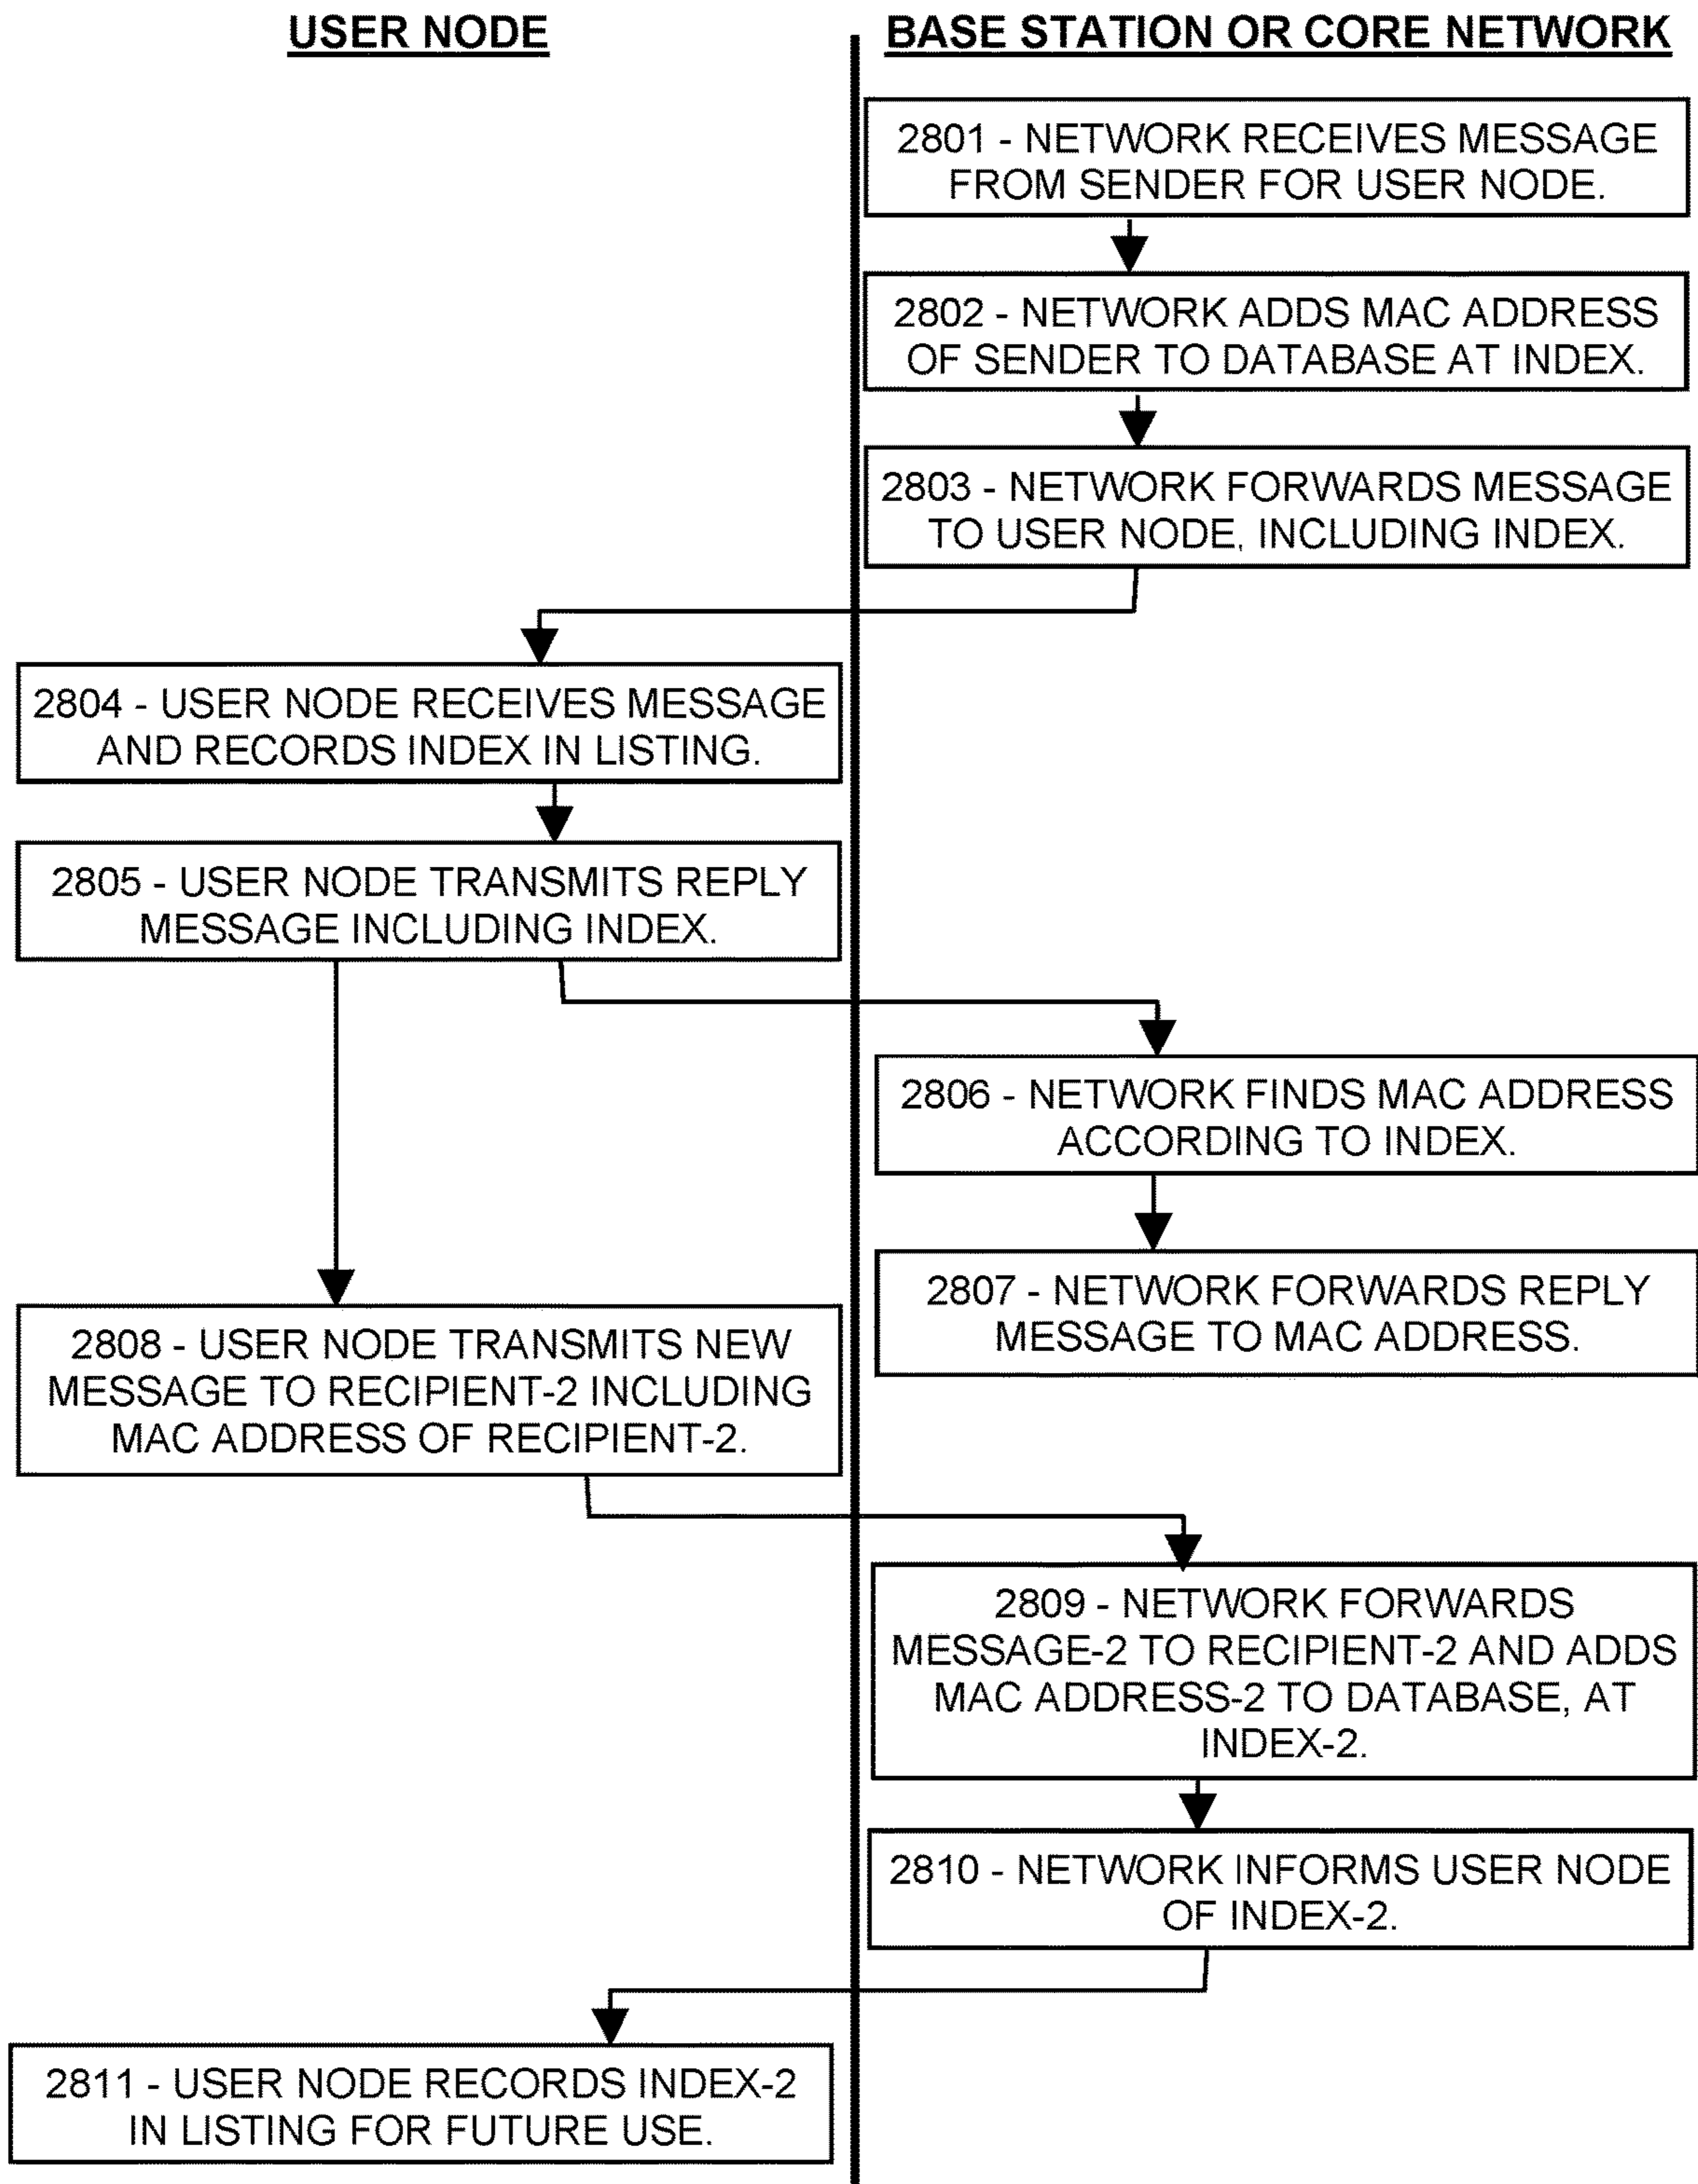 USER NODE
BASE STATION OR CORE NETWORK
2801 - NETWORK RECEIVES MESSAGE
FROM SENDER FOR USER NODE.
2802 - NETWORK ADDS MAC ADDRESS
OF SENDER TO DATABASE AT INDEX.
2803 - NETWORK FORWARDS MESSAGE
TO USER NODE, INCLUDING INDEX.
2804 - USER NODE RECEIVES MESSAGE
AND RECORDS INDEX IN LISTING.
2805 - USER NODE TRANSMITS REPLY
MESSAGE INCLUDING INDEX.
2806 - NETWORK FINDS MAC ADDRESS
ACCORDING TO INDEX.
2807 - NETWORK FORWARDS REPLY
MESSAGE TO MAC ADDRESS.
2808 - USER NODE TRANSMITS NEW
MESSAGE TO RECIPIENT-2 INCLUDING
MAC ADDRESS OF RECIPIENT-2.
2809 - NETWORK FORWARDS
MESSAGE-2 TO RECIPIENT-2 AND ADDS
MAC ADDRESS-2 TO DATABASE, AT
INDEX-2.
2810 - NETWORK INFORMS USER NODE
OF INDEX-2.
2811 - USER NODE RECORDS INDEX-2
IN LISTING FOR FUTURE USE.